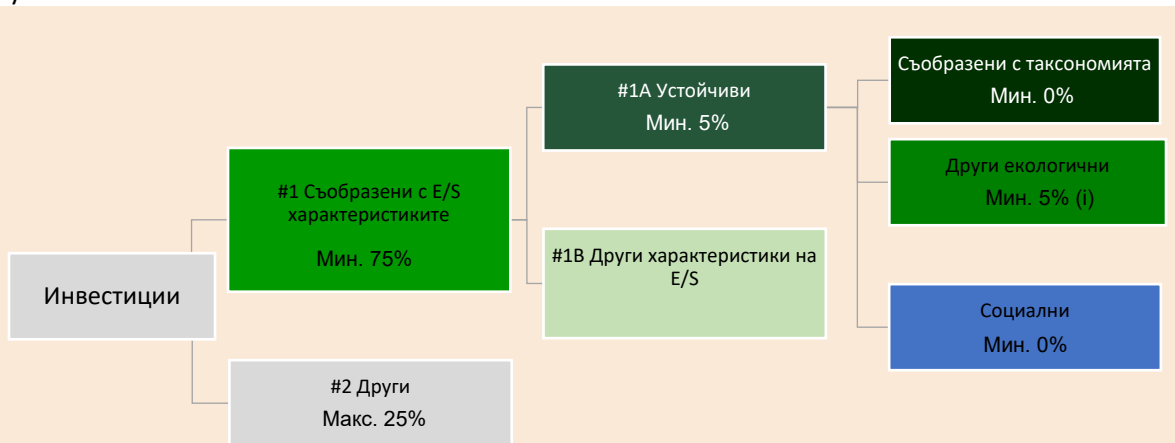 Инвестиции
#1 Съобразени с E/S
характеристиките
Мин. 75%
#2 Други
Макс. 25%
#1A Устойчиви
Мин. 5%
#1B Други характеристики на
E/S
Съобразени с таксономията
Мин. 0%
Други екологични
Мин. 5% (i)
Социални
Мин. 0%